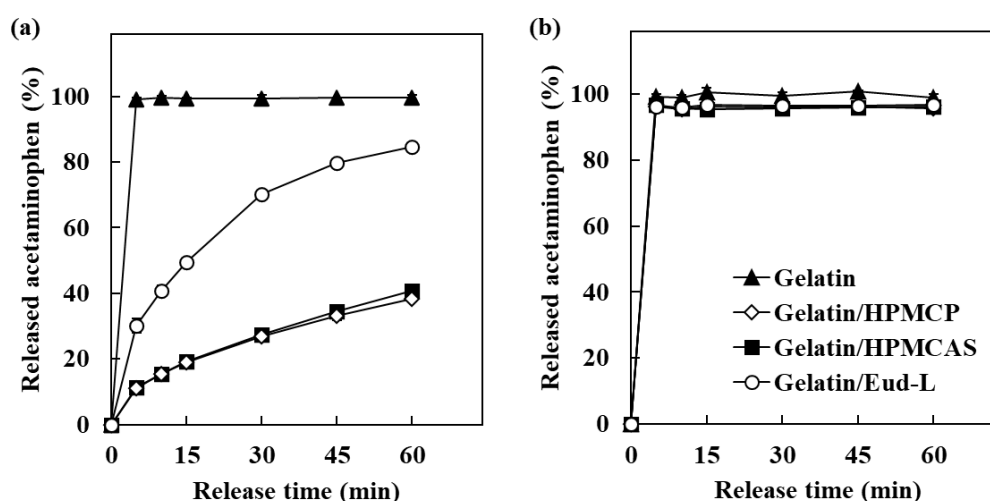 (a)
Released acetaminophen (%)
100
80
60
40
20
0
0 15 30 45 60
Release time (min)
(b)
Released acetaminophen (%)
100
80
60
40
20
0
Gelatin
Gelatin/HPMCP
Gelatin/HPMCAS
Gelatin/Eud-L
0 15 30 45 60
Release time (min)